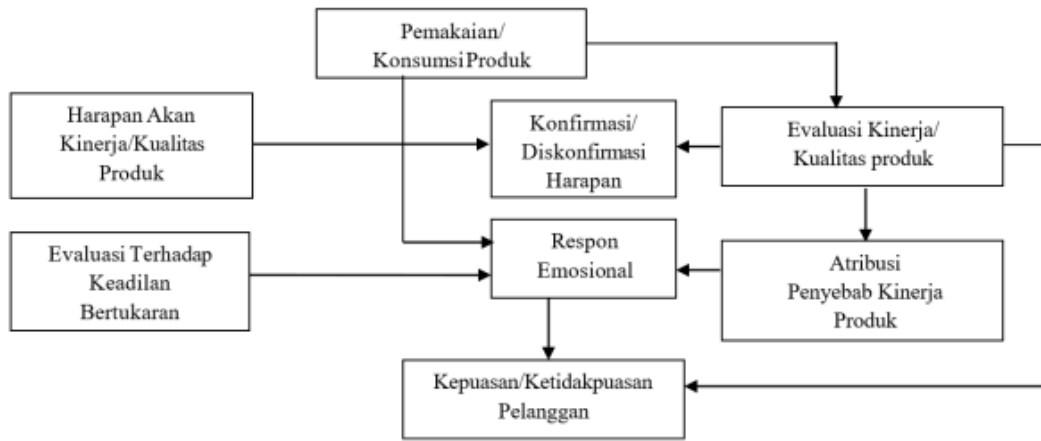 Pemakaian/
Konsumsi Produk
Harapan Akan
Kinerja/Kualitas
Produk
Konfirmasi/
Diskonfirmasi
Harapan
Evaluasi Kinerja/
Kualitas produk
Evaluasi Terhadap
Keadilan
Bertukaran
Respon
Emosional
Atribusi
Penyebab Kinerja
Produk
Kepuasan/Ketidakpuasan
Pelanggan